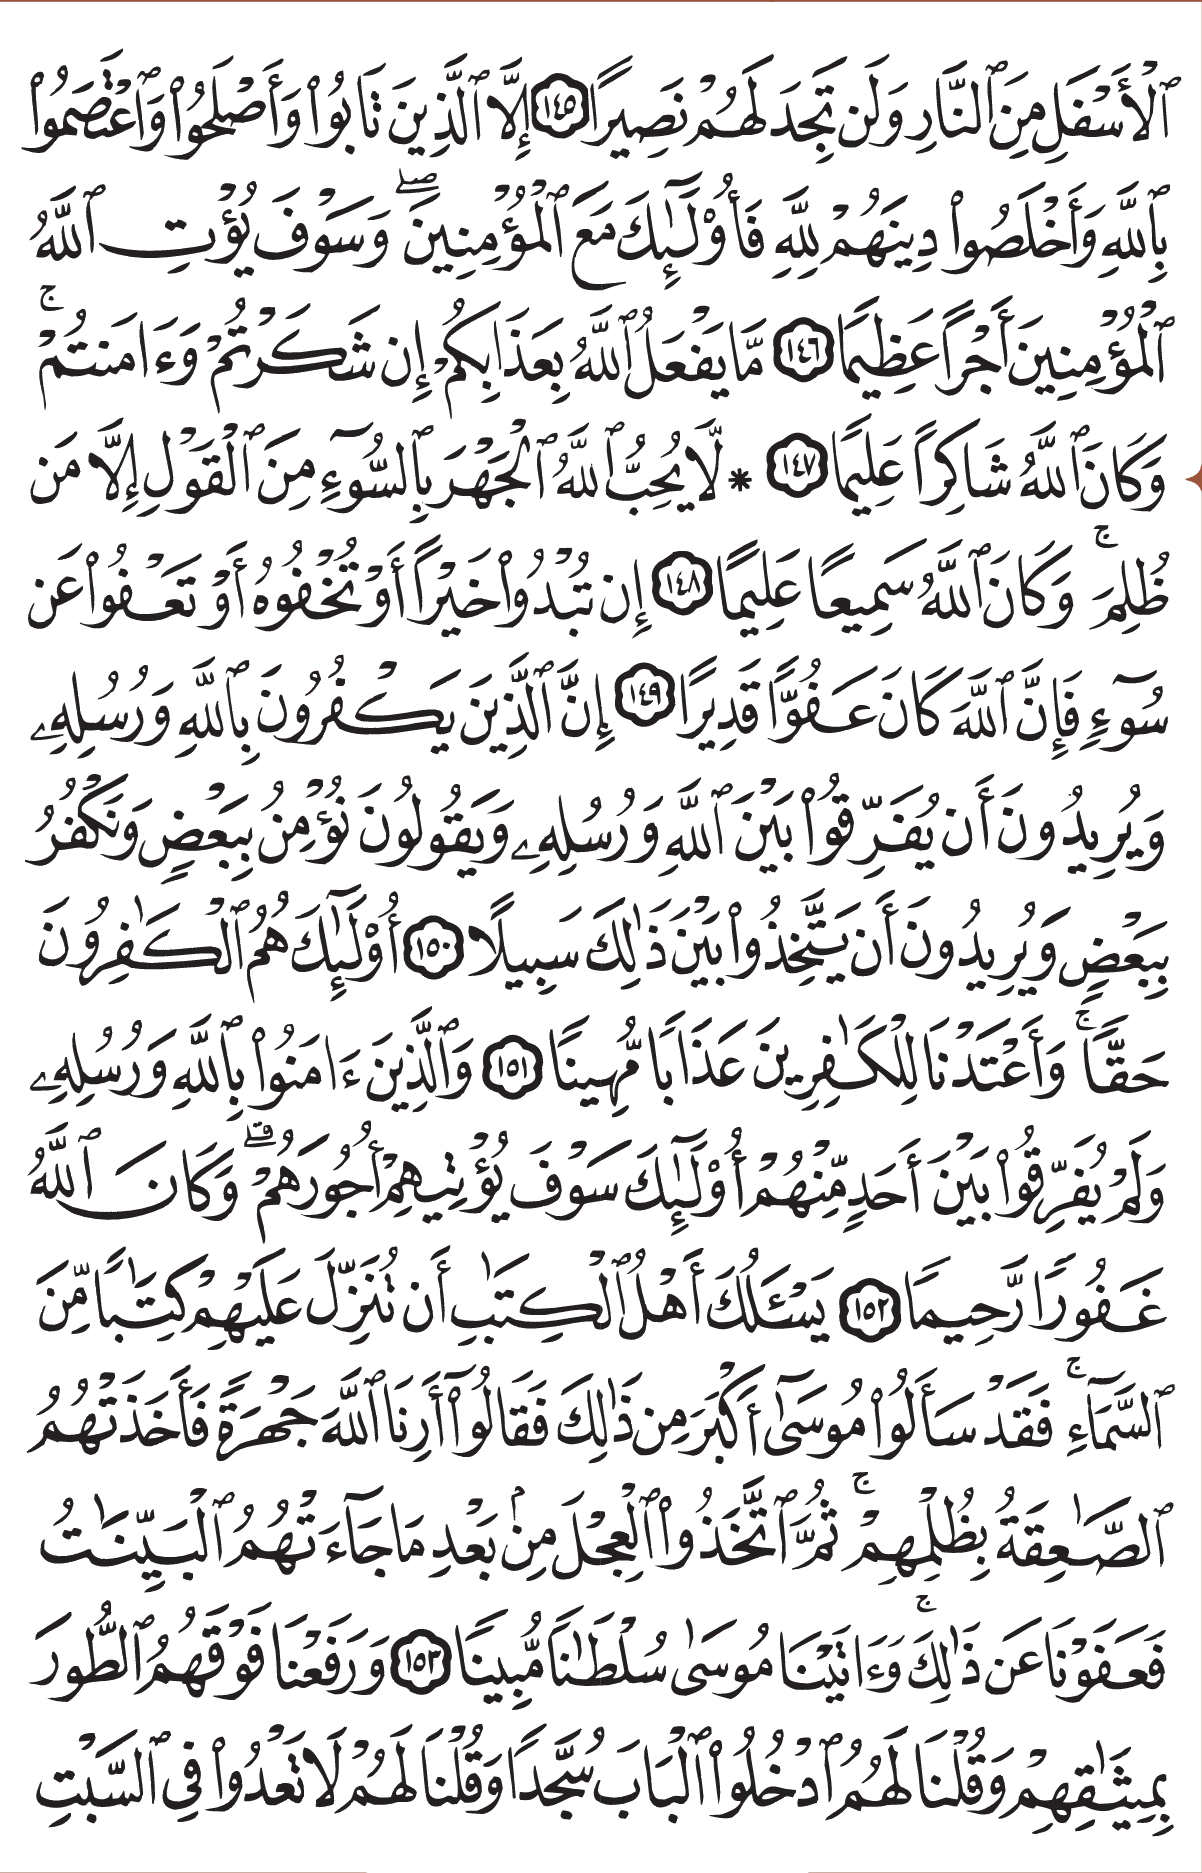 ٱلۡأَسۡفَلِ مِنَ ٱلنَّارِ وَلَن تَجِدَ لَهُمۡ نَصِيرًا ١٤٥ إِلَّا ٱلَّذِينَ تَابُواْ وَأَصۡلَحُواْ وَٱعۡتَصَمُواْ
بِٱللَّهِ وَأَخۡلَصُواْ دِينَهُمۡ لِلَّهِ فَأُوْلَٰٓئِكَ مَعَ ٱلۡمُؤۡمِنِينَۖ وَسَوۡفَ يُؤۡتِ ٱللَّهُ
ٱلۡمُؤۡمِنِينَ أَجۡرًا عَظِيمٗا ١٤٦ مَّا يَفۡعَلُ ٱللَّهُ بِعَذَابِكُمۡ إِن شَكَرۡتُمۡ وَءَامَنتُمۡۚ
وَكَانَ ٱللَّهُ شَاكِرًا عَلِيمٗا ١٤٧ * لَّا يُحِبُّ ٱللَّهُ ٱلۡجَهۡرَ بِٱلسُّوٓءِ مِنَ ٱلۡقَوۡلِ إِلَّا مَن
ظُلِمَۚ وَكَانَ ٱللَّهُ سَمِيعًا عَلِيمًا ١٤٨ إِن تُبۡدُواْ خَيۡرًا أَوۡ تُخۡفُوهُ أَوۡ تَعۡفُواْ عَن
سُوٓءٖ فَإِنَّ ٱللَّهَ كَانَ عَفُوّٗا قَدِيرًا ١٤٩ إِنَّ ٱلَّذِينَ يَكۡفُرُونَ بِٱللَّهِ وَرُسُلِهِۦ
وَيُرِيدُونَ أَن يُفَرِّقُواْ بَيۡنَ ٱللَّهِ وَرُسُلِهِۦ وَيَقُولُونَ نُؤۡمِنُ بِبَعۡضٖ وَنَكۡفُرُ
بِبَعۡضٖ وَيُرِيدُونَ أَن يَتَّخِذُواْ بَيۡنَ ذَٰلِكَ سَبِيلًا ١٥٠ أُوْلَٰٓئِكَ هُمُ ٱلۡكَٰفِرُونَ
حَقّٗاۚ وَأَعۡتَدۡنَا لِلۡكَٰفِرِينَ عَذَابٗا مُّهِينٗا ١٥١ وَٱلَّذِينَ ءَامَنُواْ بِٱللَّهِ وَرُسُلِهِۦ
وَلَمۡ يُفَرِّقُواْ بَيۡنَ أَحَدٖ مِّنۡهُمۡ أُوْلَٰٓئِكَ سَوۡفَ يُؤۡتِيهِمۡ أُجُورَهُمۡۗ وَكَانَ ٱللَّهُ
غَفُورٗا رَّحِيمٗا ١٥٢ يَسۡـَٔلُكَ أَهۡلُ ٱلۡكِتَٰبِ أَن تُنَزِّلَ عَلَيۡهِمۡ كِتَٰبٗا مِّنَ
ٱلسَّمَآءِۚ فَقَدۡ سَأَلُواْ مُوسَىٰٓ أَكۡبَرَ مِن ذَٰلِكَ فَقَالُوٓاْ أَرِنَا ٱللَّهَ جَهۡرَةٗ فَأَخَذَتۡهُمُ
ٱلصَّٰعِقَةُ بِظُلۡمِهِمۡۚ ثُمَّ ٱتَّخَذُواْ ٱلۡعِجۡلَ مِنۢ بَعۡدِ مَا جَآءَتۡهُمُ ٱلۡبَيِّنَٰتُ
فَعَفَوۡنَا عَن ذَٰلِكَۚ وَءَاتَيۡنَا مُوسَىٰ سُلۡطَٰنٗا مُّبِينٗا ١٥٣ وَرَفَعۡنَا فَوۡقَهُمُ ٱلطُّورَ
بِمِيثَٰقِهِمۡ وَقُلۡنَا لَهُمُ ٱدۡخُلُواْ ٱلۡبَابَ سُجَّدٗا وَقُلۡنَا لَهُمۡ لَا تَعۡدُواْ فِي ٱلسَّبۡتِ